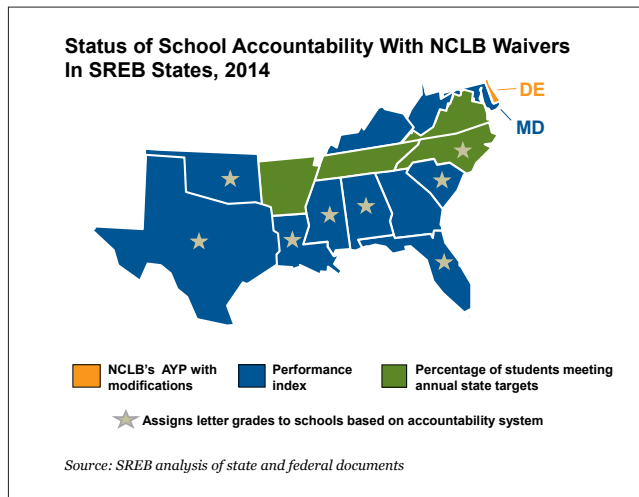 Status of School Accountability With NCLB Waivers
In SREB States, 2014
DE
MD
NCLB's AYP with
modifications
Performance
index
Percentage of students meeting
annual state targets
Assigns letter grades to schools based on accountability system
Source: SREB analysis of state and federal documents